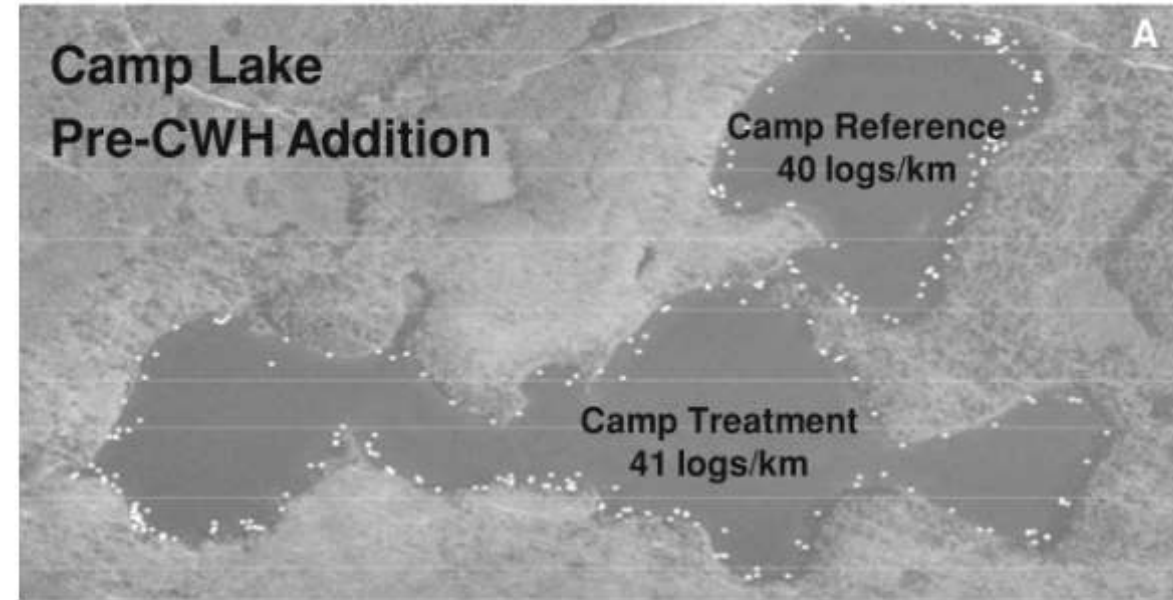 Camp Lake
Pre-CWH Addition
A
Camp Reference
40 logs/km
Camp Treatment
41 logs/km